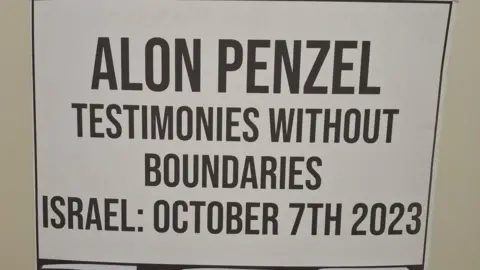 ALON PENZEL
TESTIMONIES WITHOUT
BOUNDARIES
ISRAEL: OCTOBER 7TH 2023